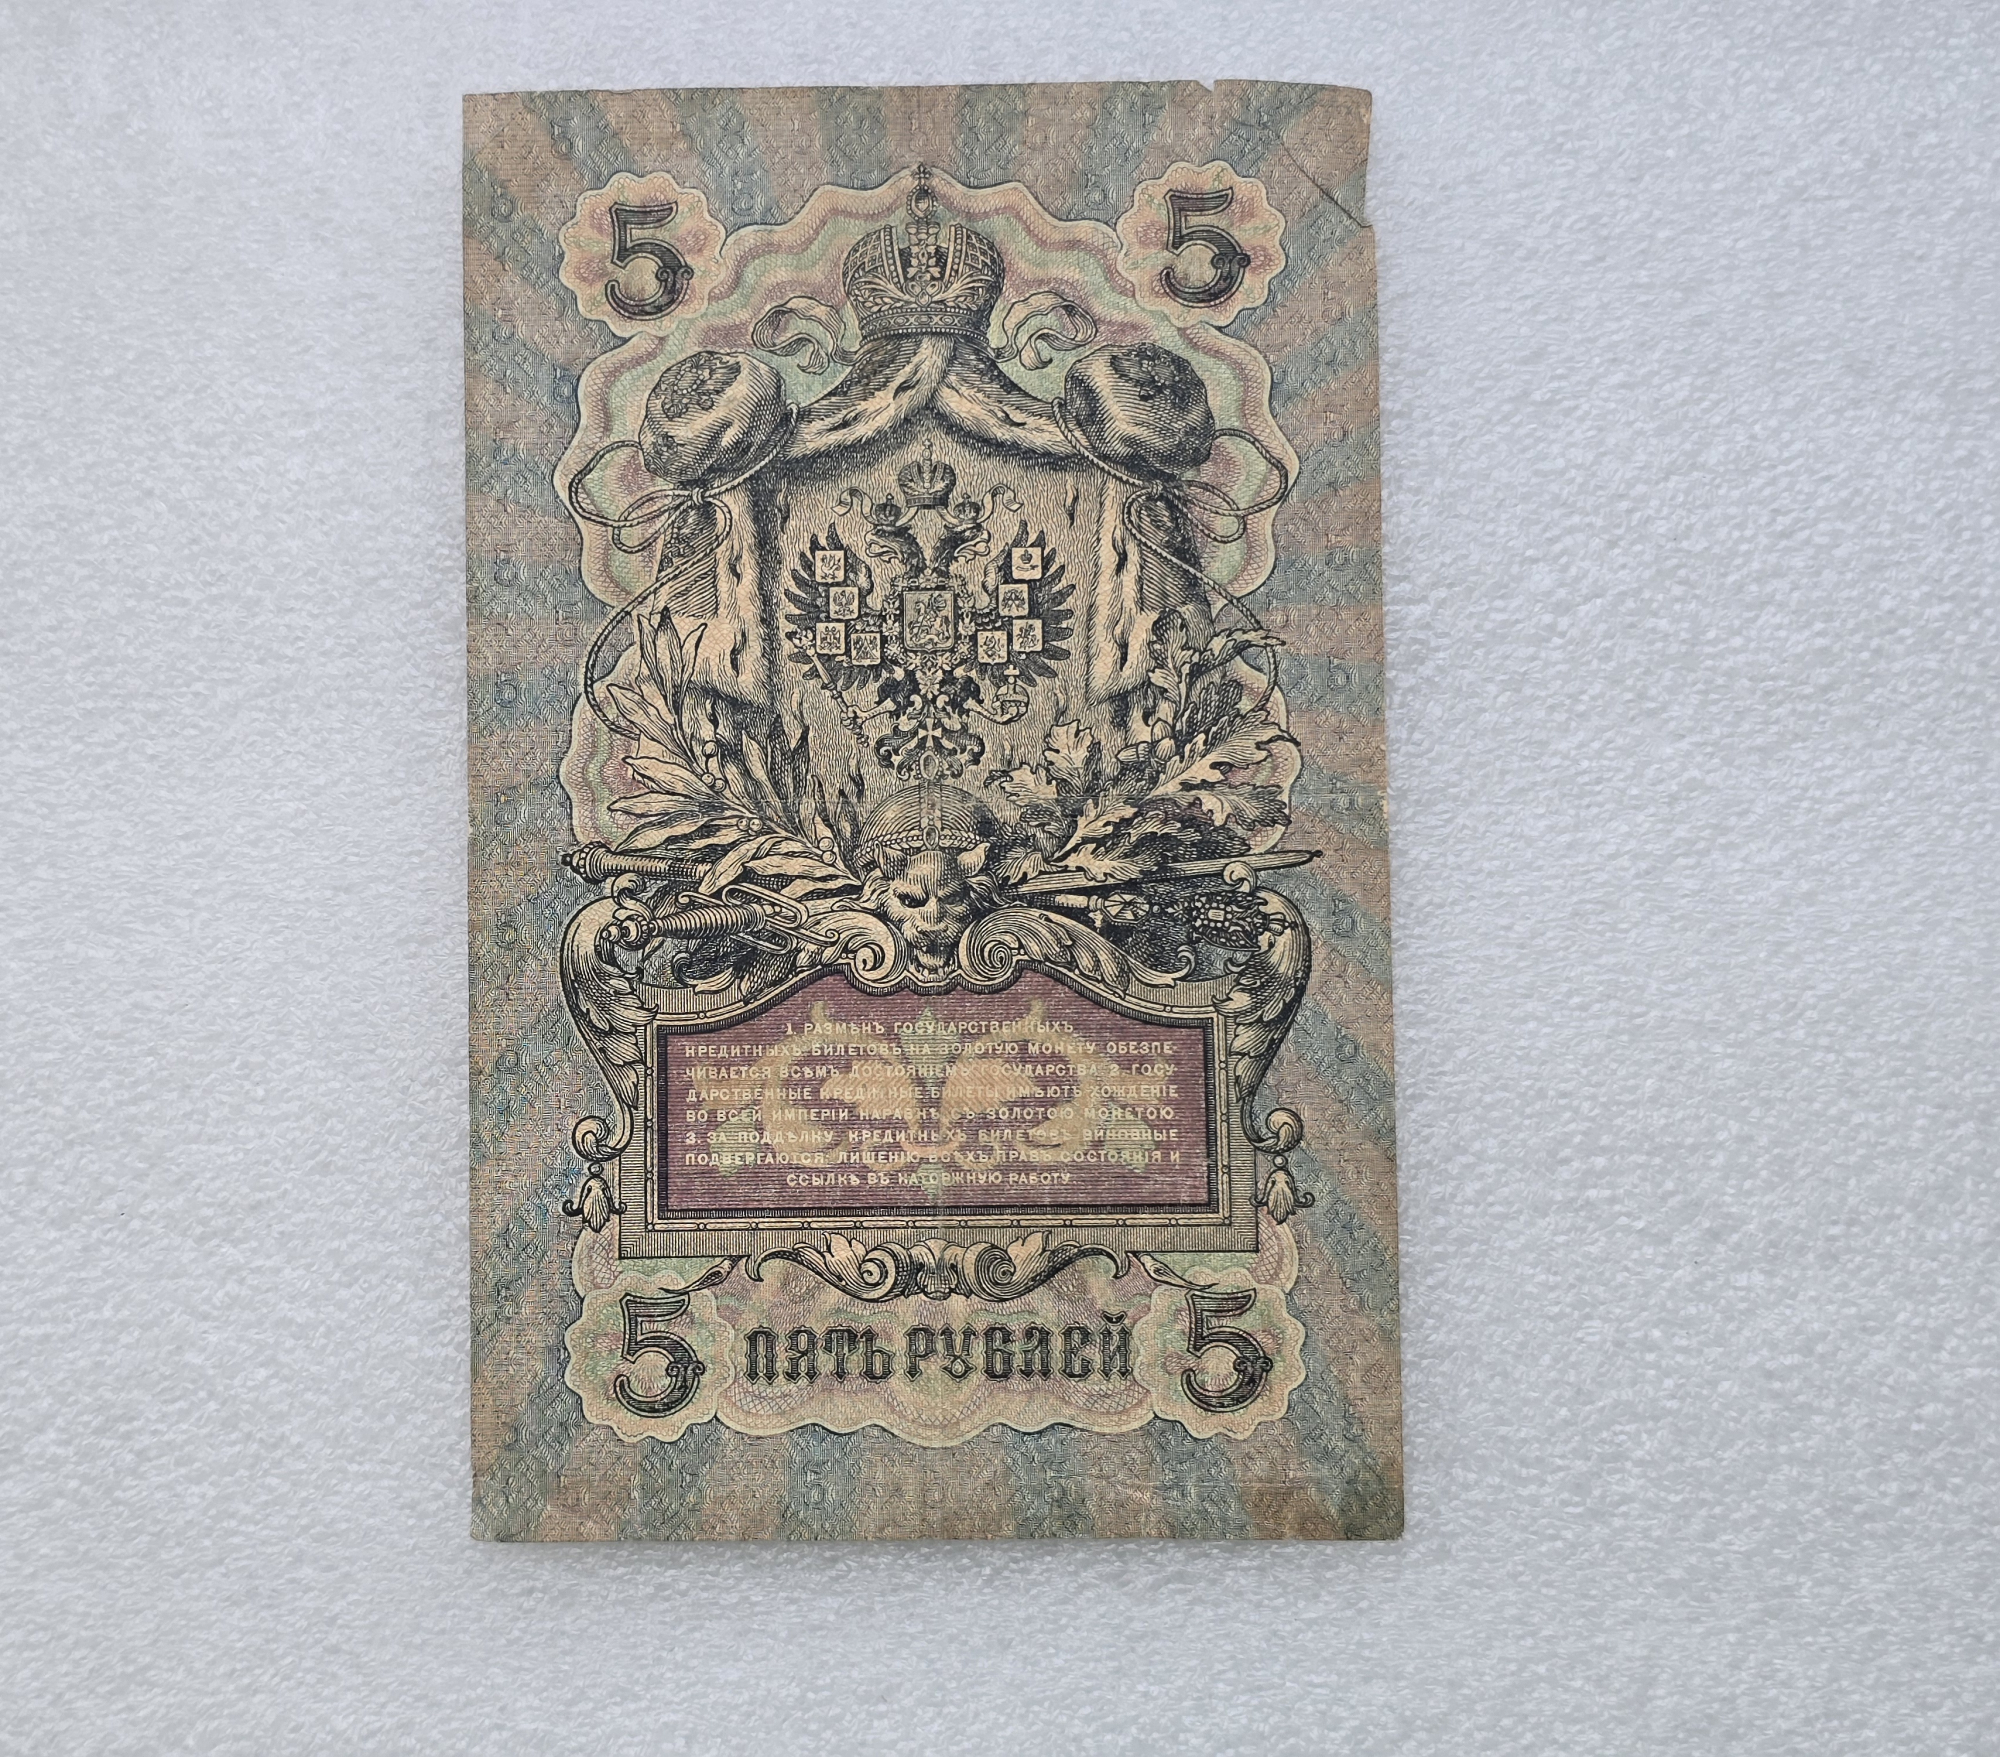 5 5
1. РАЗМѢНЪ ГОСУДАРСТВЕННЫХЪ
КРЕДИТНЫХЪ БИЛЕТОВЪ НА ЗОЛОТУЮ МОНЕТУ ОБЕЗПЕ-
ЧИВАЕТСЯ ВСѢМЪ ДОСТОЯНІЕМЪ ГОСУДАРСТВА. 2. ГОСУ-
ДАРСТВЕННЫЕ КРЕДИТНЫЕ БИЛЕТЫ ИМѢЮТЪ ХОЖДЕНІЕ
ВО ВСЕЙ ИМПЕРІИ НАРАВНѢ СЪ ЗОЛОТОЮ МОНЕТОЮ.
3. ЗА ПОДДѢЛКУ КРЕДИТНЫХЪ БИЛЕТОВЪ ВИНОВНЫЕ
ПОДВЕРГАЮТСЯ: ЛИШЕНІЮ ВСѢХЪ ПРАВЪ СОСТОЯНІЯ И
ССЫЛКѢ ВЪ КАТОРЖНУЮ РАБОТУ.
5 ПЯТЬ РУБЛЕЙ 5